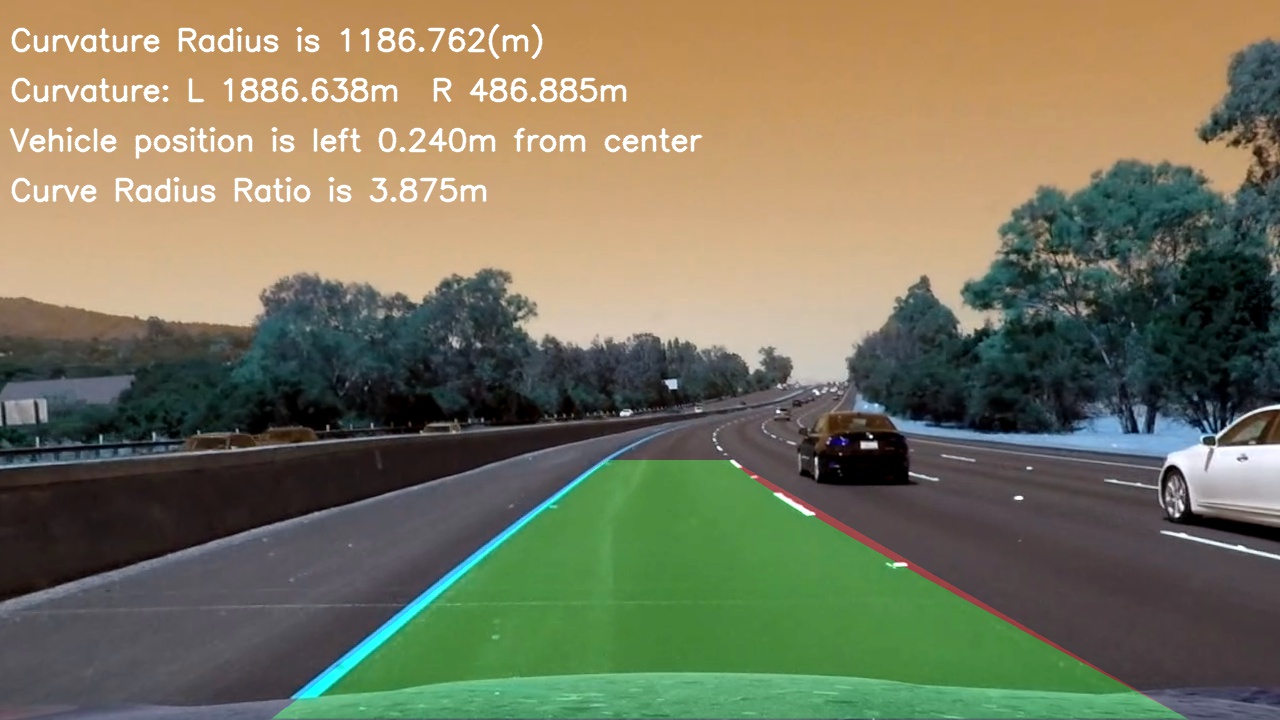 Curvature Radius is 1186.762(m)
Curvature: L 1886.638m R 486.885m
Vehicle position is left 0.240m from center
Curve Radius Ratio is 3.875m